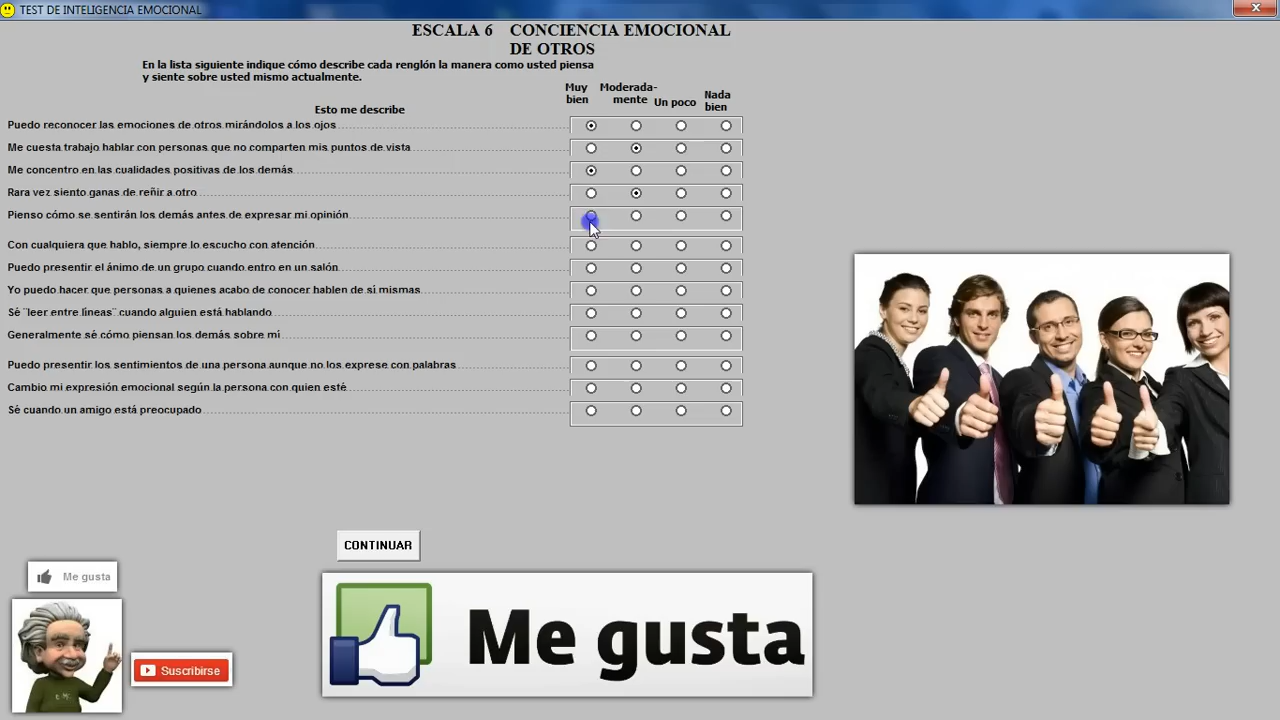 TEST DE INTELIGENCIA EMOCIONAL
ESCALA 6 CONCIENCIA EMOCIONAL
DE OTROS
En la lista siguiente indique cómo describe cada renglón la manera como usted piensa
y siente sobre usted mismo actualmente.
Esto me describe
Muy
bien
Moderada-
mente
Un poco
Nada
bien
Puedo reconocer las emociones de otros mirándolos a los ojos
Me cuesta trabajo hablar con personas que no comparten mis puntos de vista
Me concentro en las cualidades positivas de los demás
Rara vez siento ganas de reñir a otro
Pienso cómo se sentirán los demás antes de expresar mi opinión
Con cualquiera que hablo, siempre lo escucho con atención
Puedo presentir el ánimo de un grupo cuando entro en un salón
Yo puedo hacer que personas a quienes acabo de conocer hablen de sí mismas
Sé ¨leer entre líneas¨ cuando alguien está hablando
Generalmente sé cómo piensan los demás sobre mí
Puedo presentir los sentimientos de una persona aunque no los exprese con palabras
Cambio mi expresión emocional según la persona con quien esté
Sé cuando un amigo está preocupado
CONTINUAR
Me gusta
Me gusta
Suscribirse